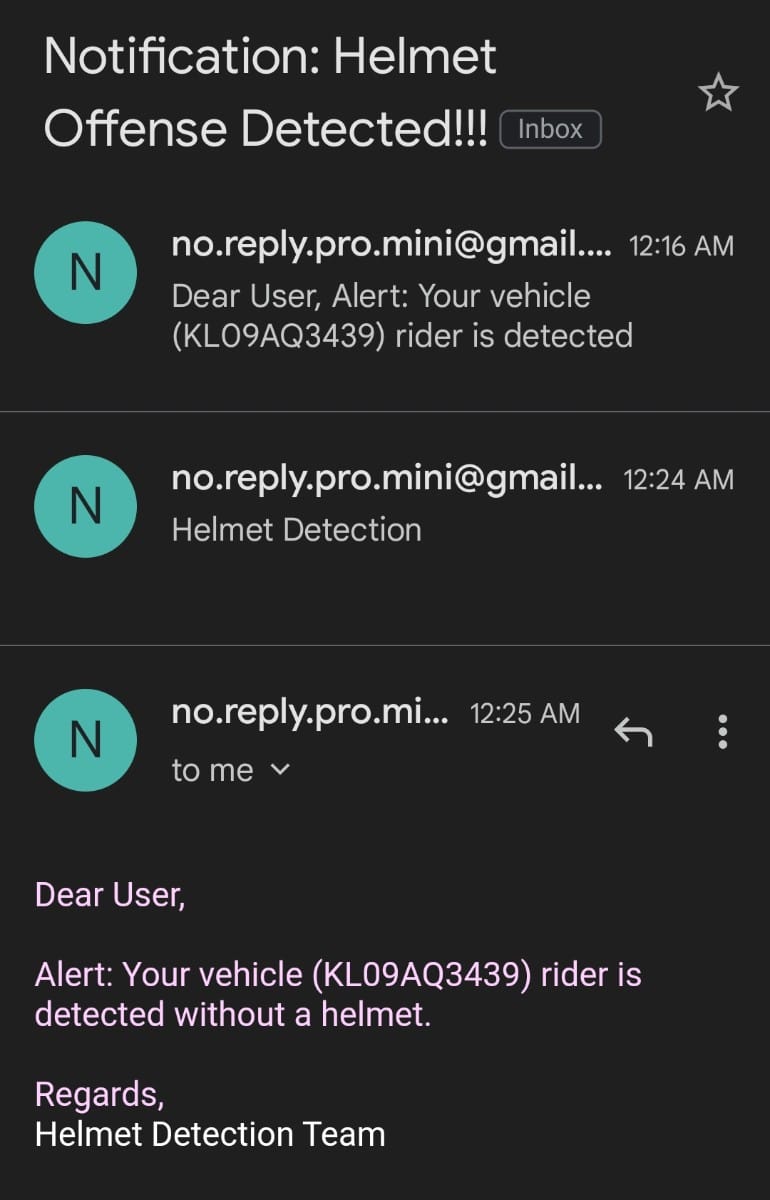 Notification: Helmet
Offense Detected!!! Inbox
N
no.reply.pro.mini@gmail.... 12:16 AM
Dear User, Alert: Your vehicle
(KL09AQ3439) rider is detected
N
no.reply.pro.mini@gmail... 12:24 AM
Helmet Detection
N
no.reply.pro.mi... 12:25 AM
to me
Dear User,
Alert: Your vehicle (KL09AQ3439) rider is
detected without a helmet.
Regards,
Helmet Detection Team